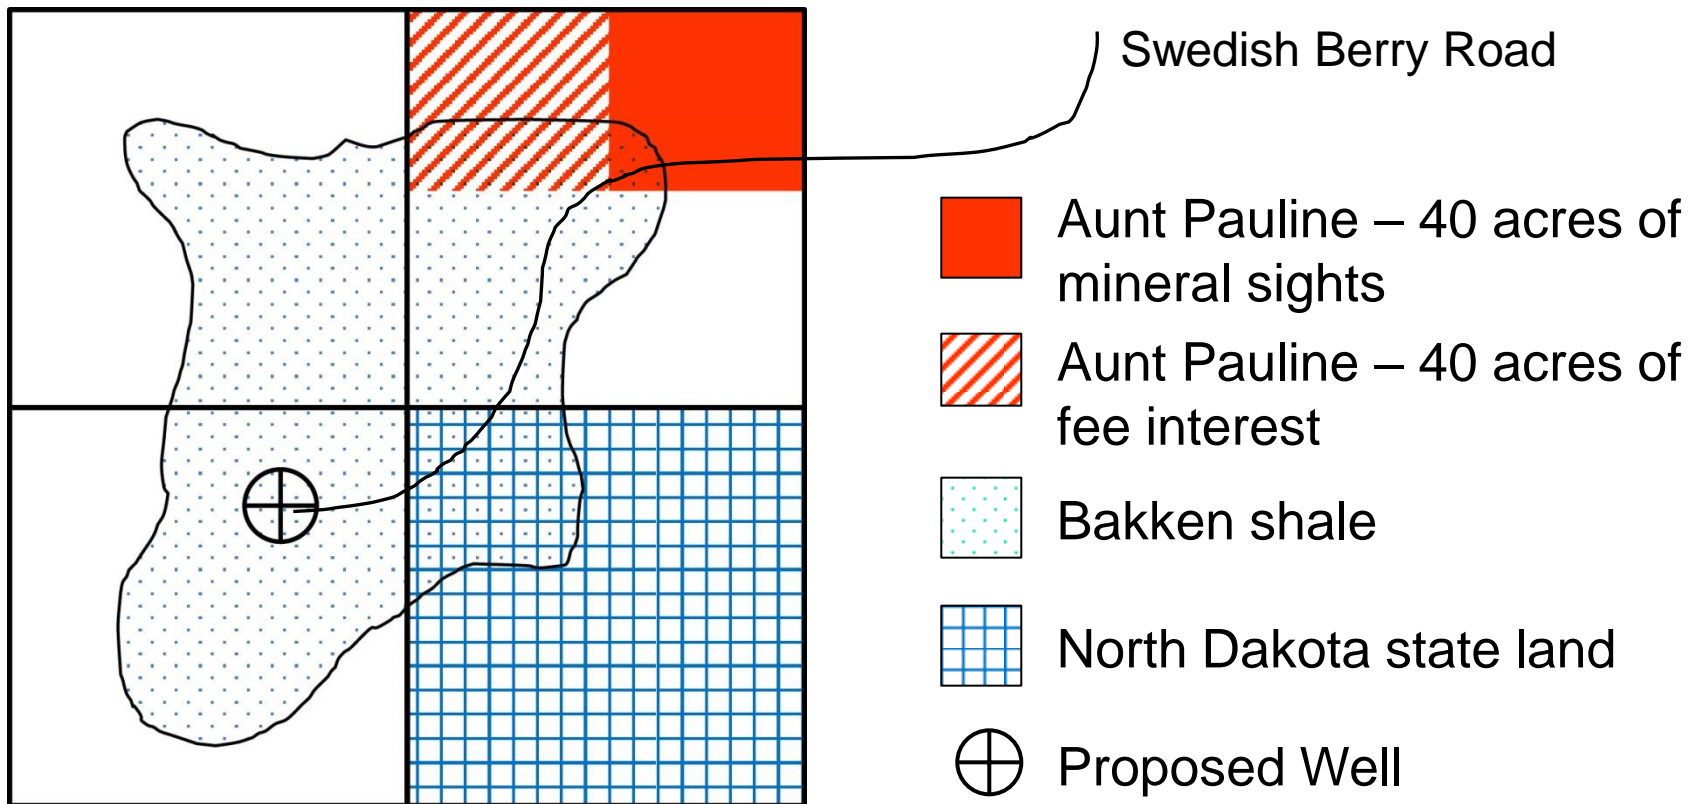 Swedish Berry Road
Aunt Pauline – 40 acres of
mineral sights
Aunt Pauline – 40 acres of
fee interest
Bakken shale
North Dakota state land
Proposed Well